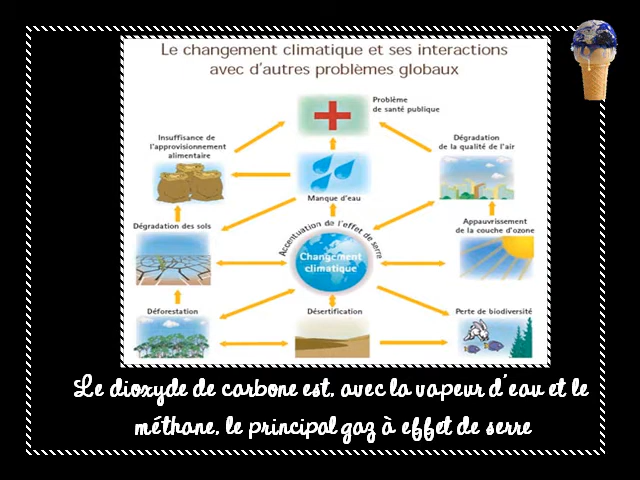 Le changement climatique et ses interactions
avec d'autres problèmes globaux
Problème
de santé publique
Insuffisance de
l'approvisionnement
alimentaire
Dégradation
de la qualité de l'air
Manque d'eau
Dégradation des sols
Accentuation de l'effet de serre
Appauvrissement
de la couche d'ozone
Changement
climatique
Déforestation
Désertification
Perte de biodiversité
Le dioxyde de carbone est, avec la vapeur d'eau et le
méthane, le principal gaz à effet de serre